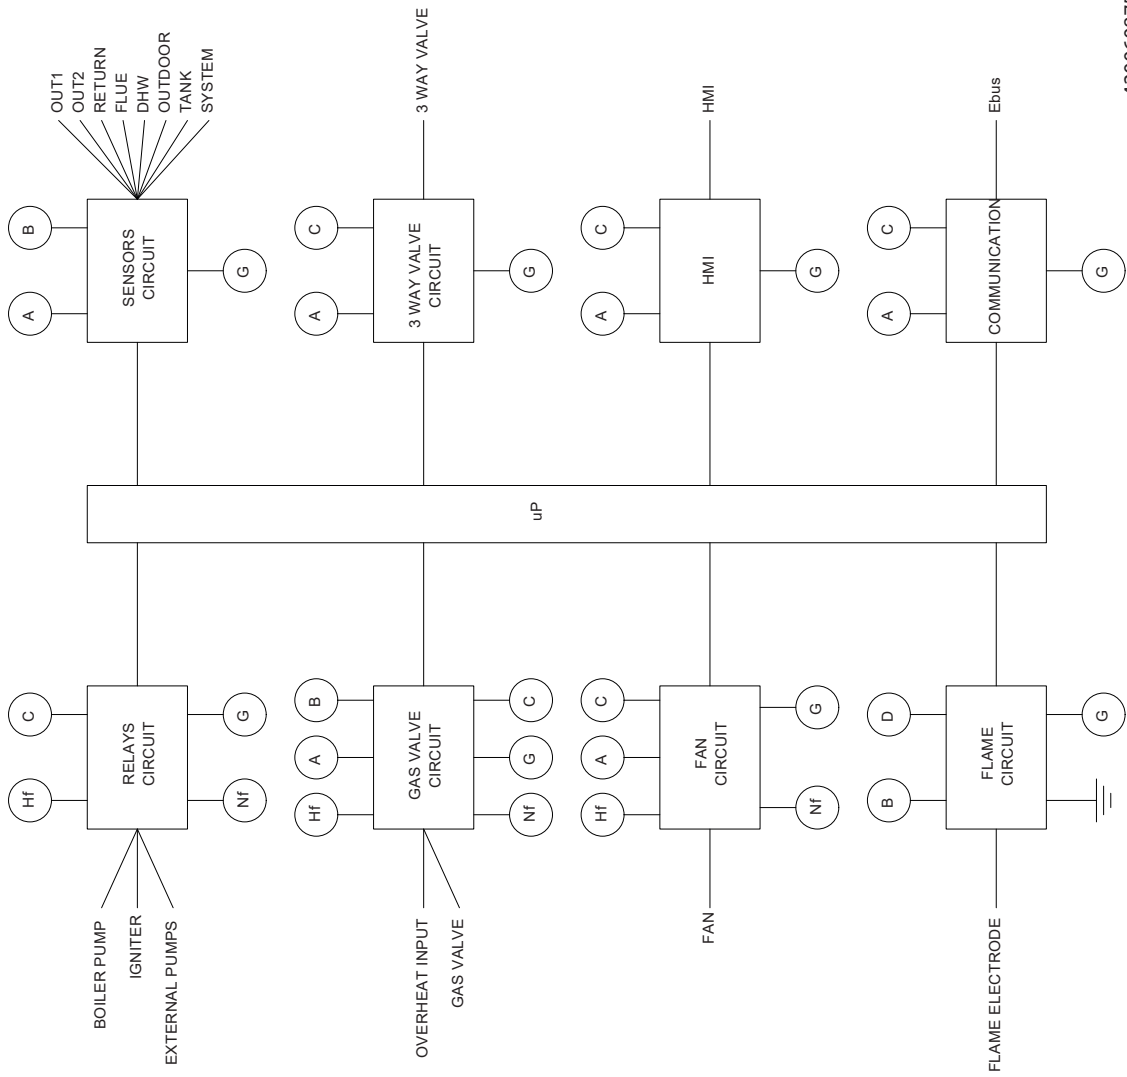 BOILER PUMP
IGNITER
EXTERNAL PUMPS
Hf
C
RELAYS
CIRCUIT
Nf
G
A
B
SENSORS
CIRCUIT
G
OUT1
OUT2
RETURN
FLUE
DHW
OUTDOOR
TANK
SYSTEM
OVERHEAT INPUT
GAS VALVE
Hf
A
B
GAS VALVE
CIRCUIT
Nf
G
C
uP
A
C
3 WAY VALVE
CIRCUIT
G
3 WAY VALVE
FAN
Hf
A
C
FAN
CIRCUIT
Nf
G
A
C
HMI
G
HMI
FLAME ELECTRODE
B
D
FLAME
CIRCUIT
G
A
C
COMMUNICATION
G
Ebus